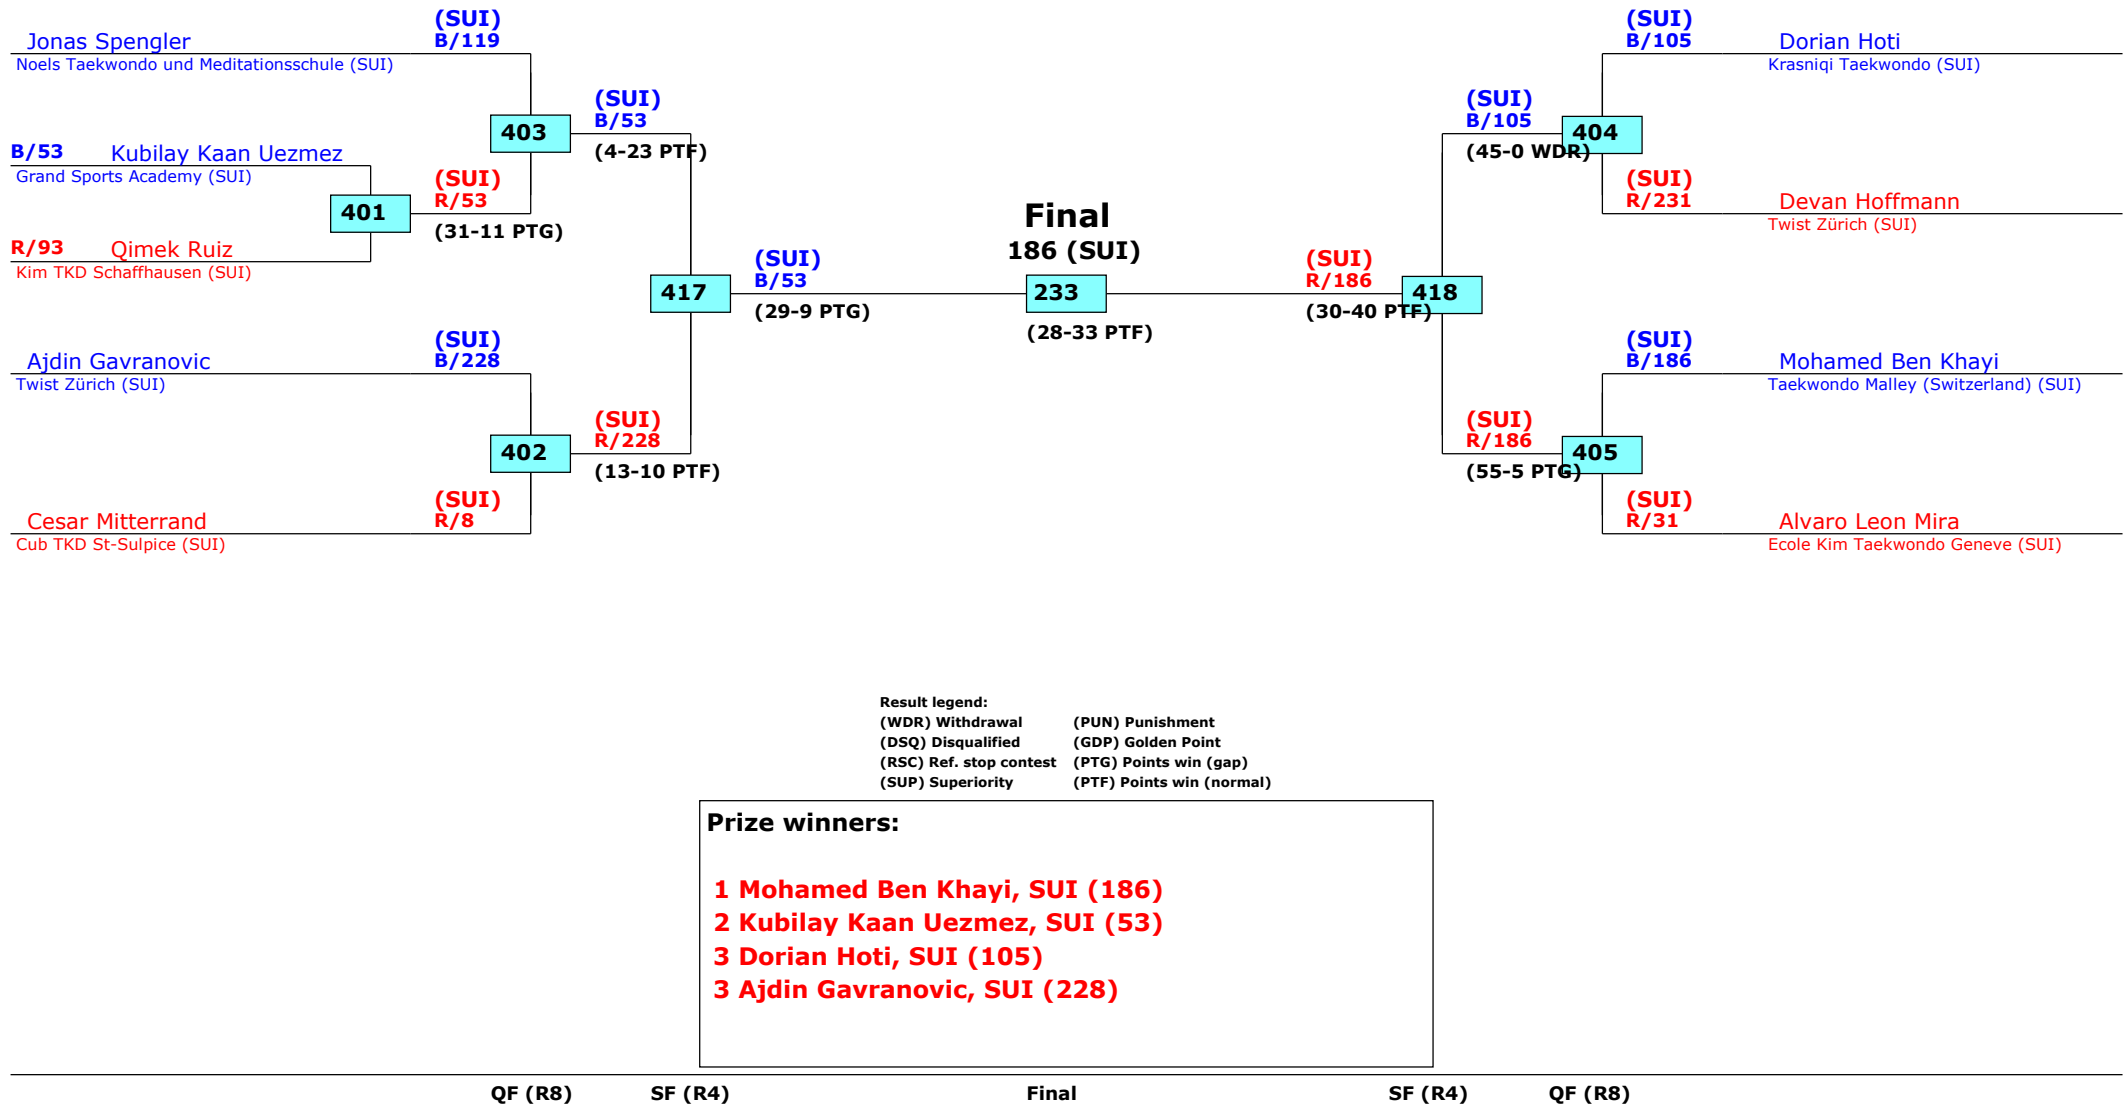 (SUI)
B/119
Jonas Spengler
Noels Taekwondo und Meditationsschule (SUI)
403
(SUI)
B/53
(4-23 PTF)
B/53 Kubilay Kaan Uezmez
Grand Sports Academy (SUI)
401
(SUI)
R/53
(31-11 PTG)
R/93 Qimek Ruiz
Kim TKD Schaffhausen (SUI)
417
(SUI)
B/53
(29-9 PTG)
(SUI)
B/228
Ajdin Gavranovic
Twist Zürich (SUI)
402
(SUI)
R/228
(13-10 PTF)
(SUI)
R/8
Cesar Mitterrand
Cub TKD St-Sulpice (SUI)
Final
186 (SUI)
233
(28-33 PTF)
(SUI)
B/105
Dorian Hoti
Krasniqi Taekwondo (SUI)
(SUI)
B/105
404
(45-0 WDR)
(SUI)
R/231
Devan Hoffmann
Twist Zürich (SUI)
(SUI)
R/186
418
(30-40 PTF)
(SUI)
B/186
Mohamed Ben Khayi
Taekwondo Malley (Switzerland) (SUI)
(SUI)
R/186
405
(55-5 PTG)
(SUI)
R/31
Alvaro Leon Mira
Ecole Kim Taekwondo Geneve (SUI)
Result legend:
(WDR) Withdrawal (PUN) Punishment
(DSQ) Disqualified (GDP) Golden Point
(RSC) Ref. stop contest (PTG) Points win (gap)
(SUP) Superiority (PTF) Points win (normal)
Prize winners:
1 Mohamed Ben Khayi, SUI (186)
2 Kubilay Kaan Uezmez, SUI (53)
3 Dorian Hoti, SUI (105)
3 Ajdin Gavranovic, SUI (228)
QF (R8) SF (R4) Final SF (R4) QF (R8)